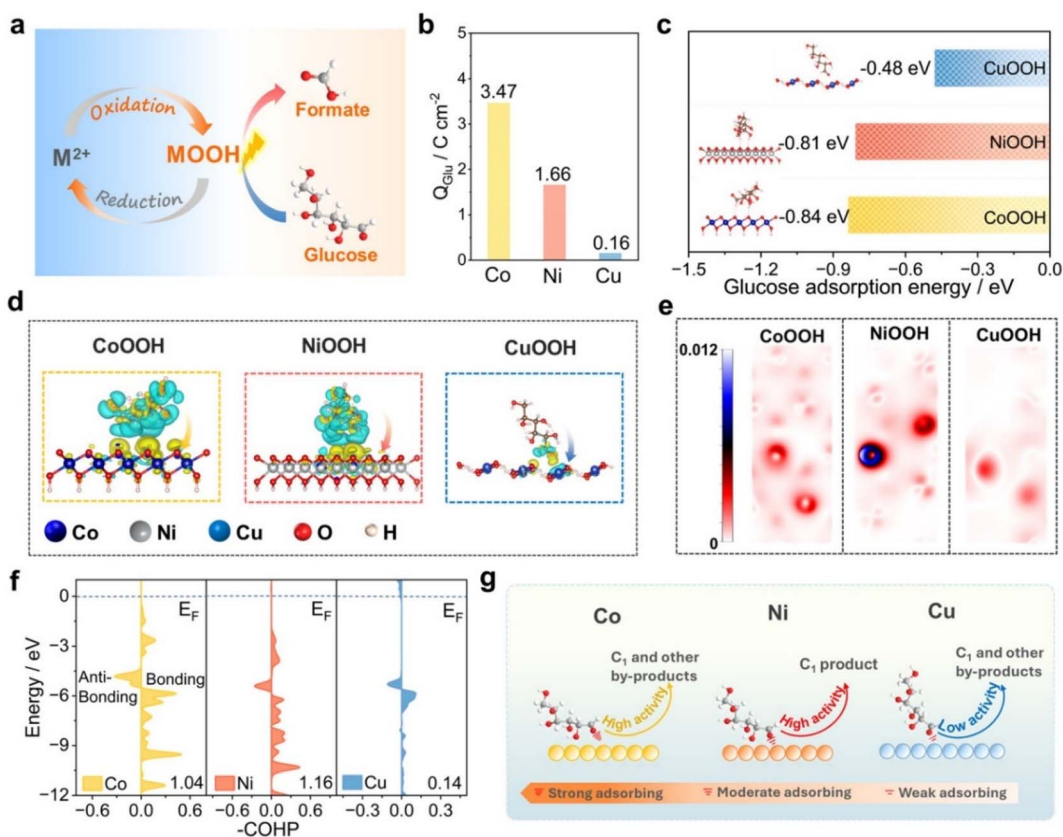 a
Oxidation
M2+
MOOH
Reduction
Formate
Glucose
b
QGlu / C cm-2
5
4
3
2
1
0
3.47
1.66
0.16
Co
Ni
Cu
c
-0.48 eV
CuOOH
-0.81 eV
NiOOH
-0.84 eV
CoOOH
−1.5 −1.2 −0.9 −0.6 −0.3 0.0
Glucose adsorption energy / eV
d
CoOOH
NiOOH
CuOOH
Co
Ni
Cu
O
H
e
CoOOH
NiOOH
CuOOH
0.012
0
f
Energy / eV
0
−3
−6
−9
−12
EF
EF
EF
Anti-
Bonding
Bonding
Co
1.04
Ni
1.16
Cu
0.14
−0.6 0.0 0.6
−0.3 0.0 0.3
-COHP
g
Co
Ni
Cu
C1 and other
by-products
C1 product
C1 and other
by-products
High activity
High activity
Low activity
Strong adsorbing
Moderate adsorbing
Weak adsorbing